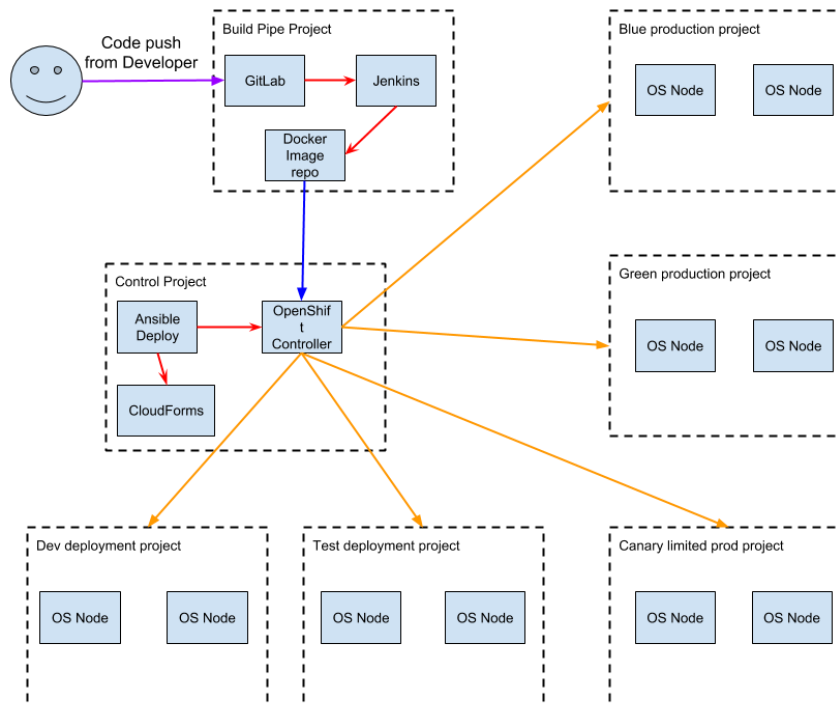 Build Pipe Project
Blue production project
Code push
from Developer
GitLab
Jenkins
OS Node
OS Node
Docker
Image
repo
Control Project
Green production project
Ansible
Deploy
OpenShif
t
Controller
OS Node
OS Node
CloudForms
Dev deployment project
Test deployment project
Canary limited prod project
OS Node
OS Node
OS Node
OS Node
OS Node
OS Node